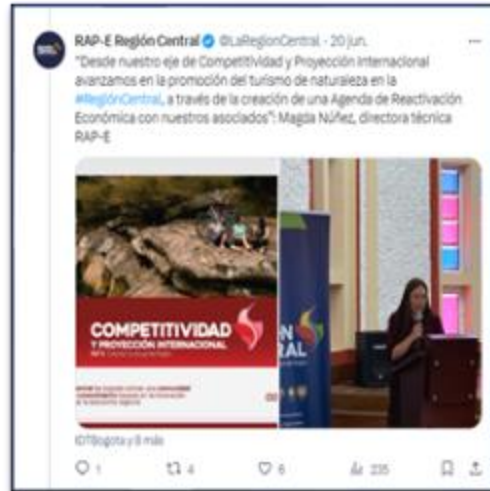 RAP-E Región Central @LaRegionCentral · 20 jun.
"Desde nuestro eje de Competitividad y Proyección Internacional
avanzamos en la promoción del turismo de naturaleza en la
#RegiónCentral, a través de la creación de una Agenda de Reactivación
Económica con nuestros asociados": Magda Núñez, directora técnica
RAP-E
COMPETITIVIDAD
Y PROYECCIÓN INTERNACIONAL
RAL
IDTBogota y 8 más
1 4 6 235